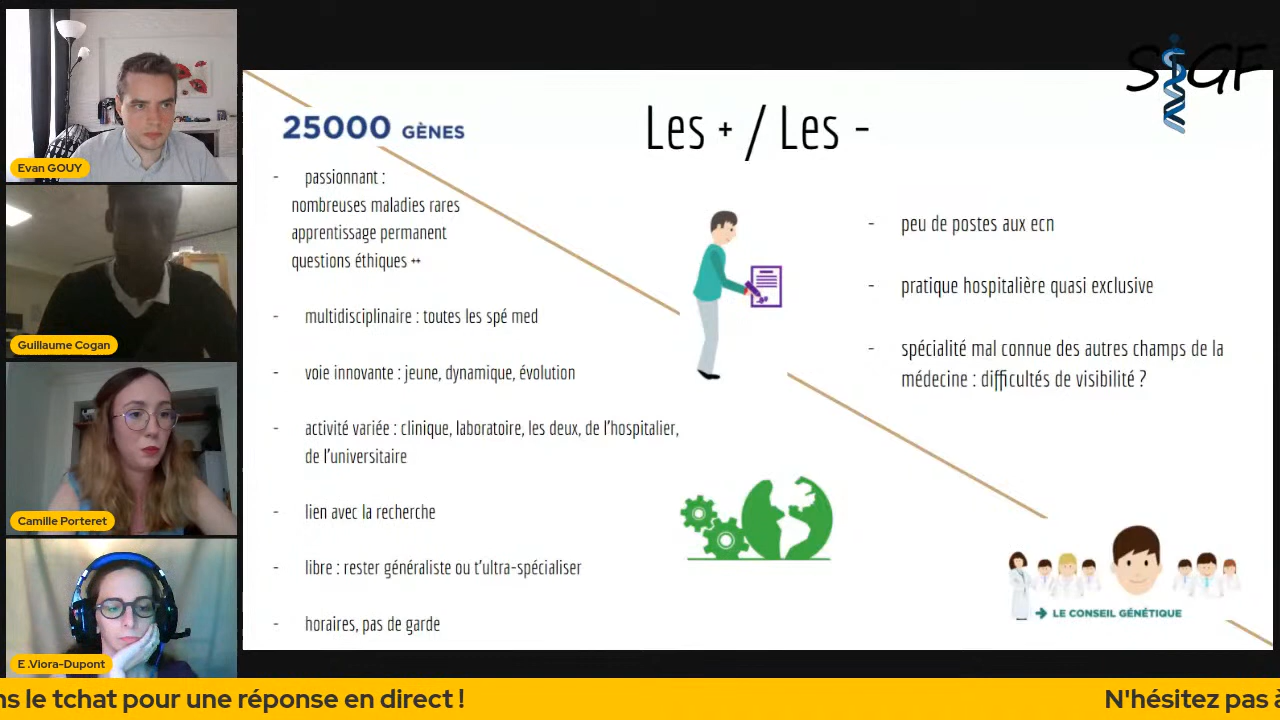 SIGF
Evan GOUY
Guillaume Cogan
Camille Porteret
E .Viora-Dupont
25000 GÈNES
Les + / Les -
- passionnant :
nombreuses maladies rares
apprentissage permanent
questions éthiques ++
- multidisciplinaire : toutes les spé med
- voie innovante : jeune, dynamique, évolution
- activité variée : clinique, laboratoire, les deux, de l'hospitalier,
de l'universitaire
- lien avec la recherche
- libre : rester généraliste ou t'ultra-spécialiser
- horaires, pas de garde
- peu de postes aux ecn
- pratique hospitalière quasi exclusive
- spécialité mal connue des autres champs de la
médecine : difficultés de visibilité ?
→ LE CONSEIL GÉNÉTIQUE
ns le tchat pour une réponse en direct ! N'hésitez pas à